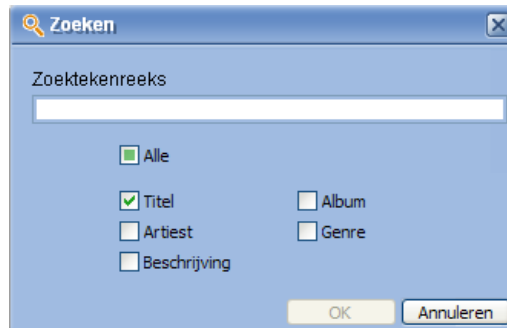 Zoeken
Zoektekenreeks
Alle
Titel Album
Artiest Genre
Beschrijving
OK Annuleren